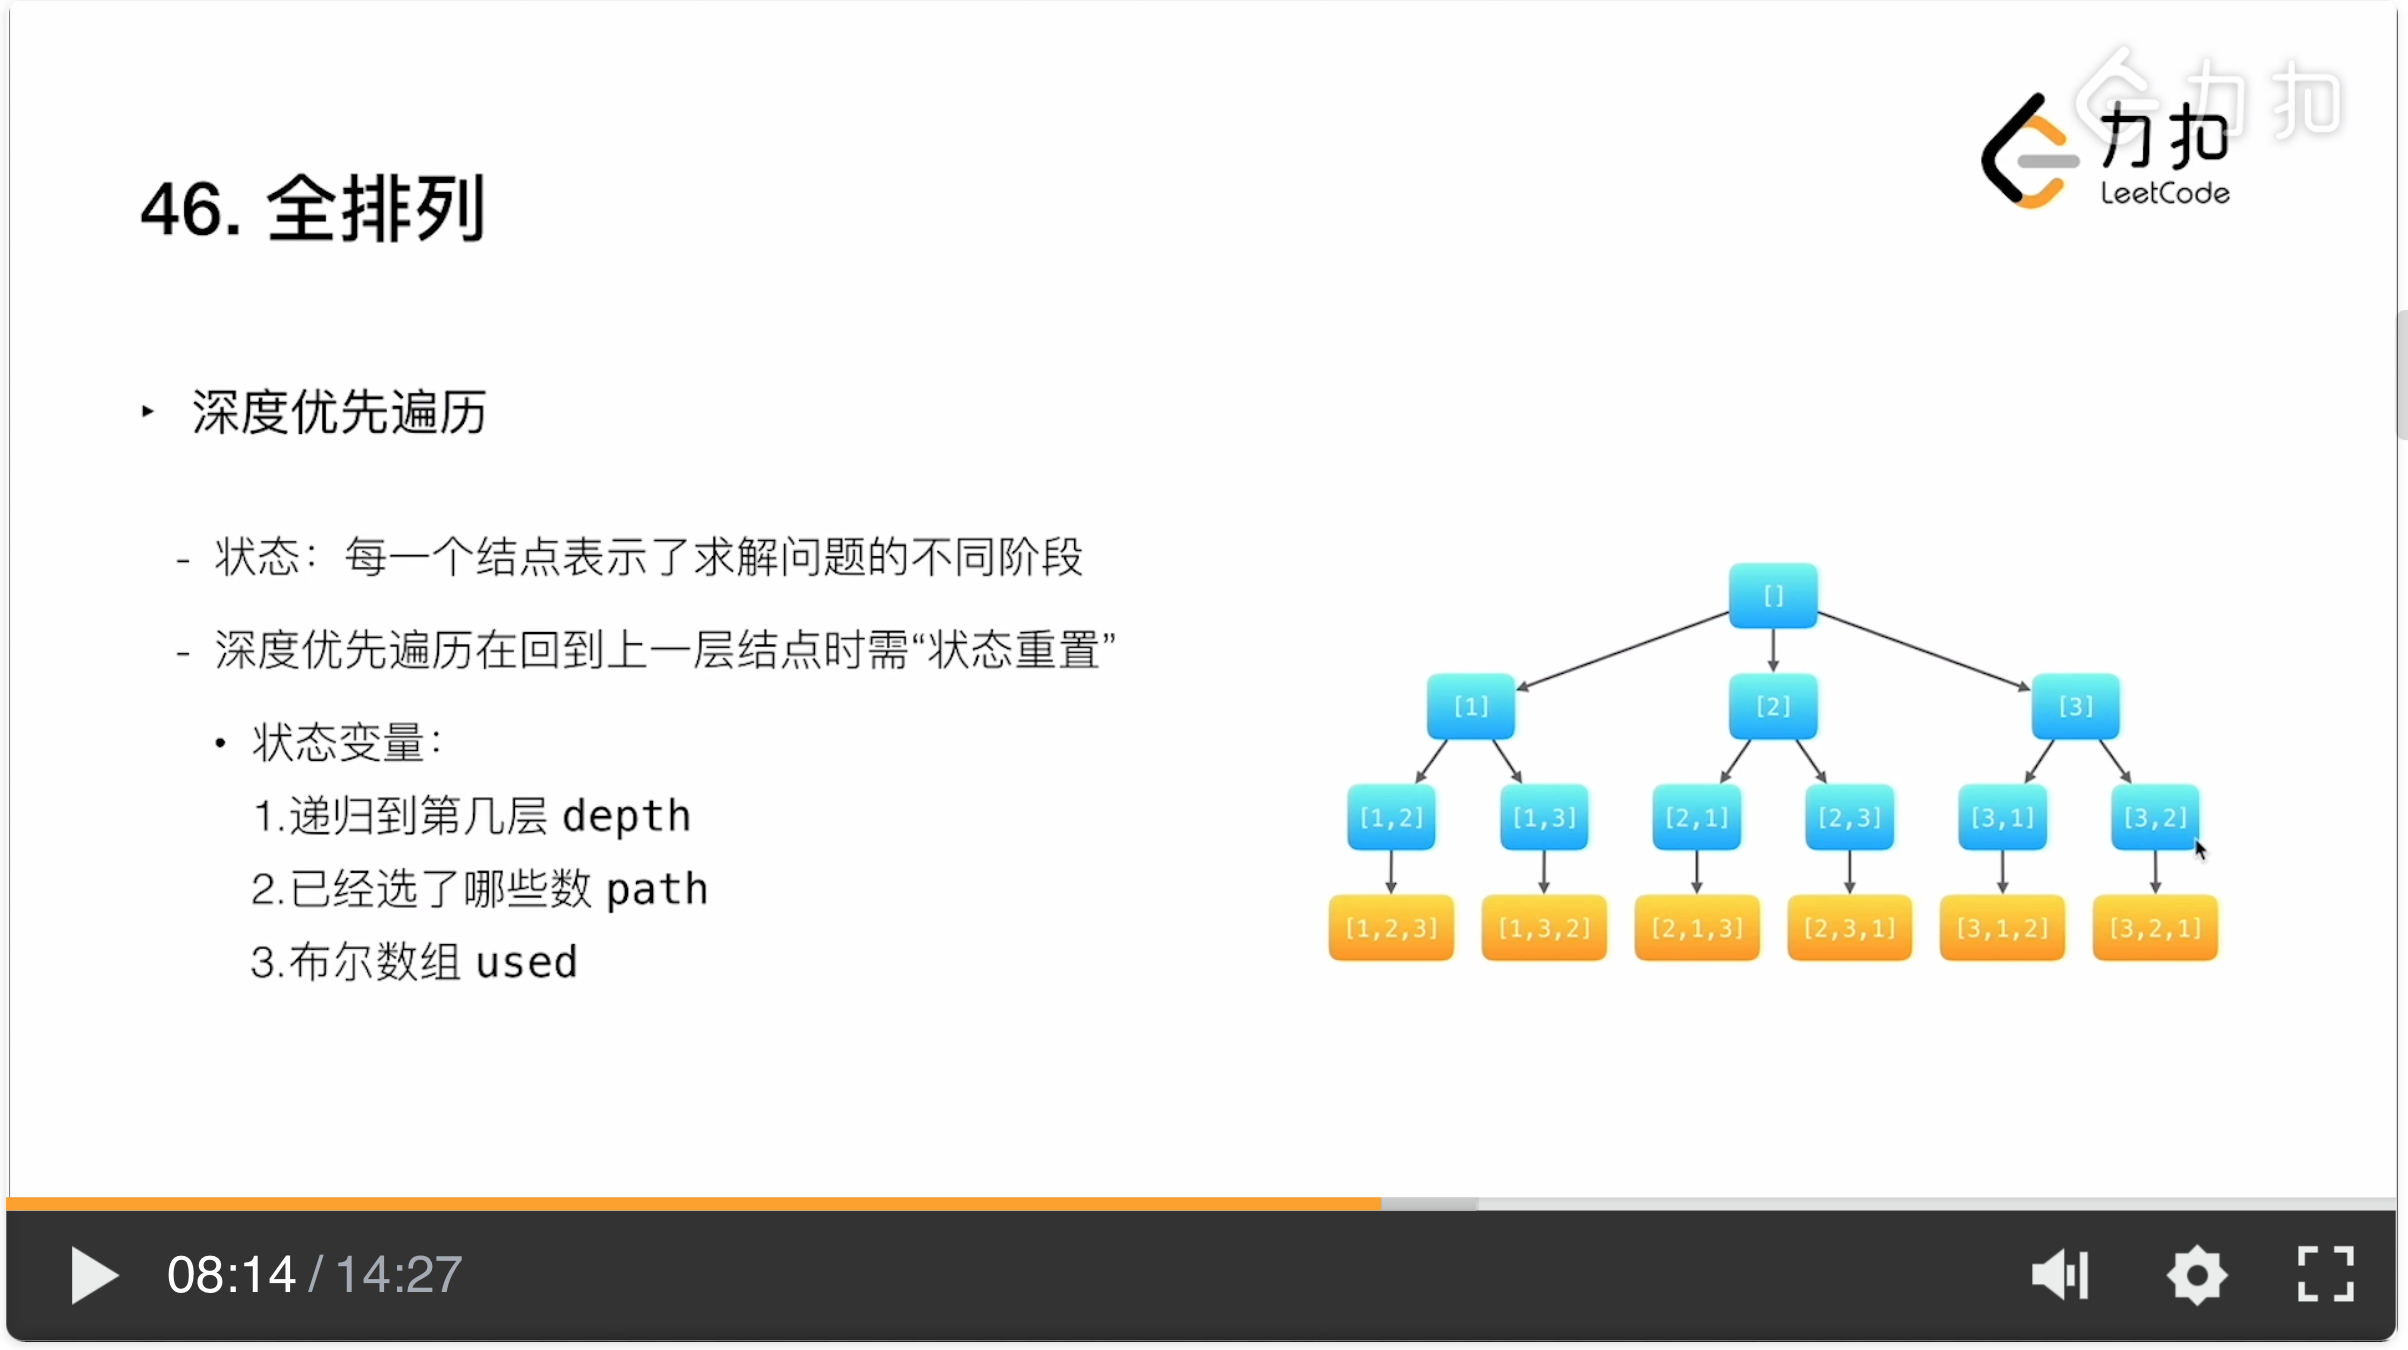 力扣
力扣
LeetCode
46. 全排列
‣ 深度优先遍历
- 状态：每一个结点表示了求解问题的不同阶段
- 深度优先遍历在回到上一层结点时需“状态重置”
• 状态变量：
1.递归到第几层 depth
2.已经选了哪些数 path
3.布尔数组 used
[]
[1] [2] [3]
[1,2] [1,3] [2,1] [2,3] [3,1] [3,2]
[1,2,3] [1,3,2] [2,1,3] [2,3,1] [3,1,2] [3,2,1]
08:14 / 14:27